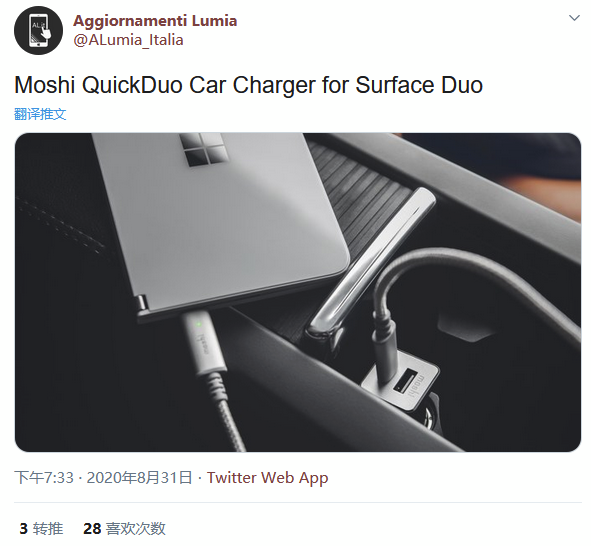 Aggiornamenti Lumia
@ALumia_Italia
Moshi QuickDuo Car Charger for Surface Duo
翻译推文
moshi
moshi
下午7:33 · 2020年8月31日 · Twitter Web App
3 转推 28 喜欢次数